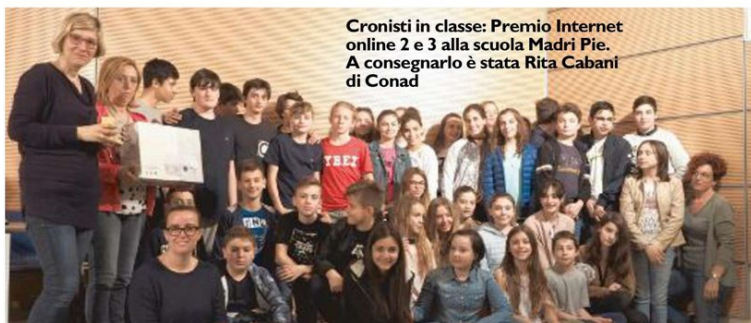 Cronisti in classe: Premio Internet
online 2 e 3 alla scuola Madri Pie.
A consegnarlo è stata Rita Cabani
di Conad